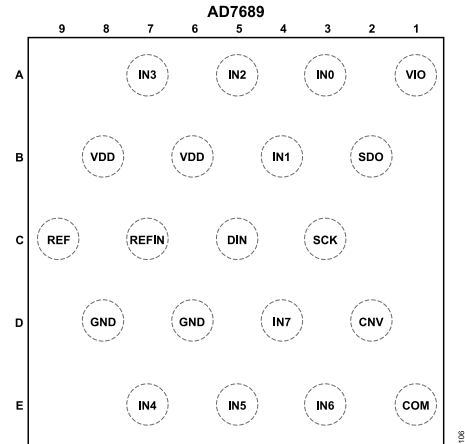 AD7689
9 8 7 6 5 4 3 2 1
A IN3 IN2 IN0 VIO
B VDD VDD IN1 SDO
C REF REFIN DIN SCK
D GND GND IN7 CNV
E IN4 IN5 IN6 COM
106